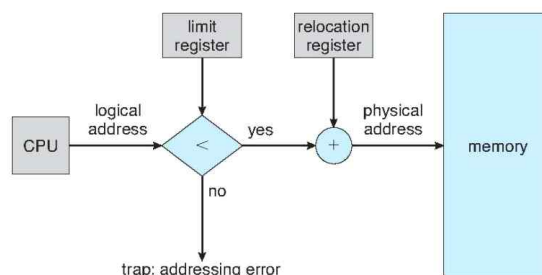 limit
register
relocation
register
logical
address
physical
address
CPU
<
yes
+
memory
no
trap: addressing error